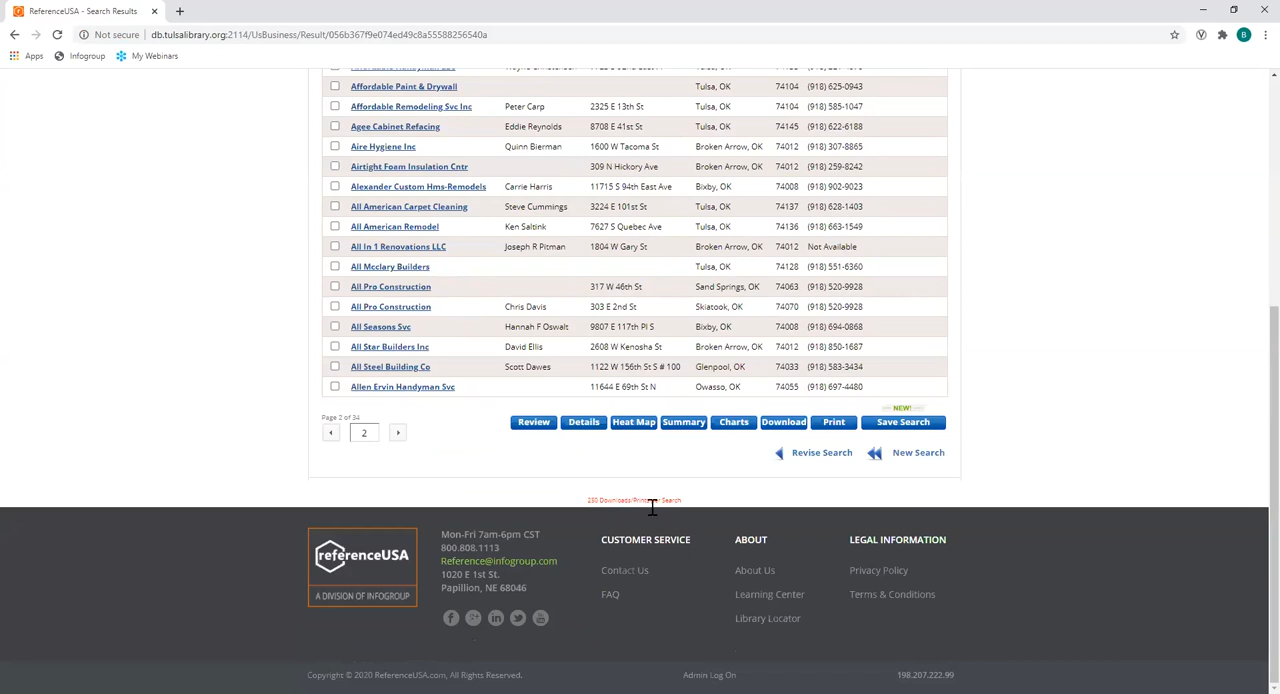 ReferenceUSA - Search Results
Not secure db.tulsalibrary.org:2114/UsBusiness/Result/056b367f9e074ed49c8a55588256540a
Apps Infogroup My Webinars
B
Affordable Paint & Drywall Tulsa, OK 74104 (918) 625-0943
Affordable Remodeling Svc Inc Peter Carp 2325 E 13th St Tulsa, OK 74104 (918) 585-1047
Agee Cabinet Refacing Eddie Reynolds 8708 E 41st St Tulsa, OK 74145 (918) 622-6188
Aire Hygiene Inc Quinn Bierman 1600 W Tacoma St Broken Arrow, OK 74012 (918) 307-8865
Airtight Foam Insulation Cntr 309 N Hickory Ave Broken Arrow, OK 74012 (918) 259-8242
Alexander Custom Hms-Remodels Carrie Harris 11715 S 94th East Ave Bixby, OK 74008 (918) 902-9023
All American Carpet Cleaning Steve Cummings 3224 E 101st St Tulsa, OK 74137 (918) 628-1403
All American Remodel Ken Saltink 7627 S Quebec Ave Tulsa, OK 74136 (918) 663-1549
All In 1 Renovations LLC Joseph R Pitman 1804 W Gary St Broken Arrow, OK 74012 Not Available
All Mcclary Builders Tulsa, OK 74128 (918) 551-6360
All Pro Construction 317 W 46th St Sand Springs, OK 74063 (918) 520-9928
All Pro Construction Chris Davis 303 E 2nd St Skiatook, OK 74070 (918) 520-9928
All Seasons Svc Hannah F Oswalt 9807 E 117th Pl S Bixby, OK 74008 (918) 694-0868
All Star Builders Inc David Ellis 2608 W Kenosha St Broken Arrow, OK 74012 (918) 850-1687
All Steel Building Co Scott Dawes 1122 W 156th St S # 100 Glenpool, OK 74033 (918) 583-3434
Allen Ervin Handyman Svc 11644 E 69th St N Owasso, OK 74055 (918) 697-4480
NEW!
Page 2 of 34
2 Review Details Heat Map Summary Charts Download Print Save Search
Revise Search New Search
250 Downloads/Prints Search
referenceUSA
A DIVISION OF INFOGROUP
Mon-Fri 7am-6pm CST
800.808.1113
Reference@infogroup.com
1020 E 1st St.
Papillion, NE 68046
CUSTOMER SERVICE
Contact Us
FAQ
ABOUT
About Us
Learning Center
Library Locator
LEGAL INFORMATION
Privacy Policy
Terms & Conditions
Copyright © 2020 ReferenceUSA.com, All Rights Reserved. Admin Log On 198.207.222.99